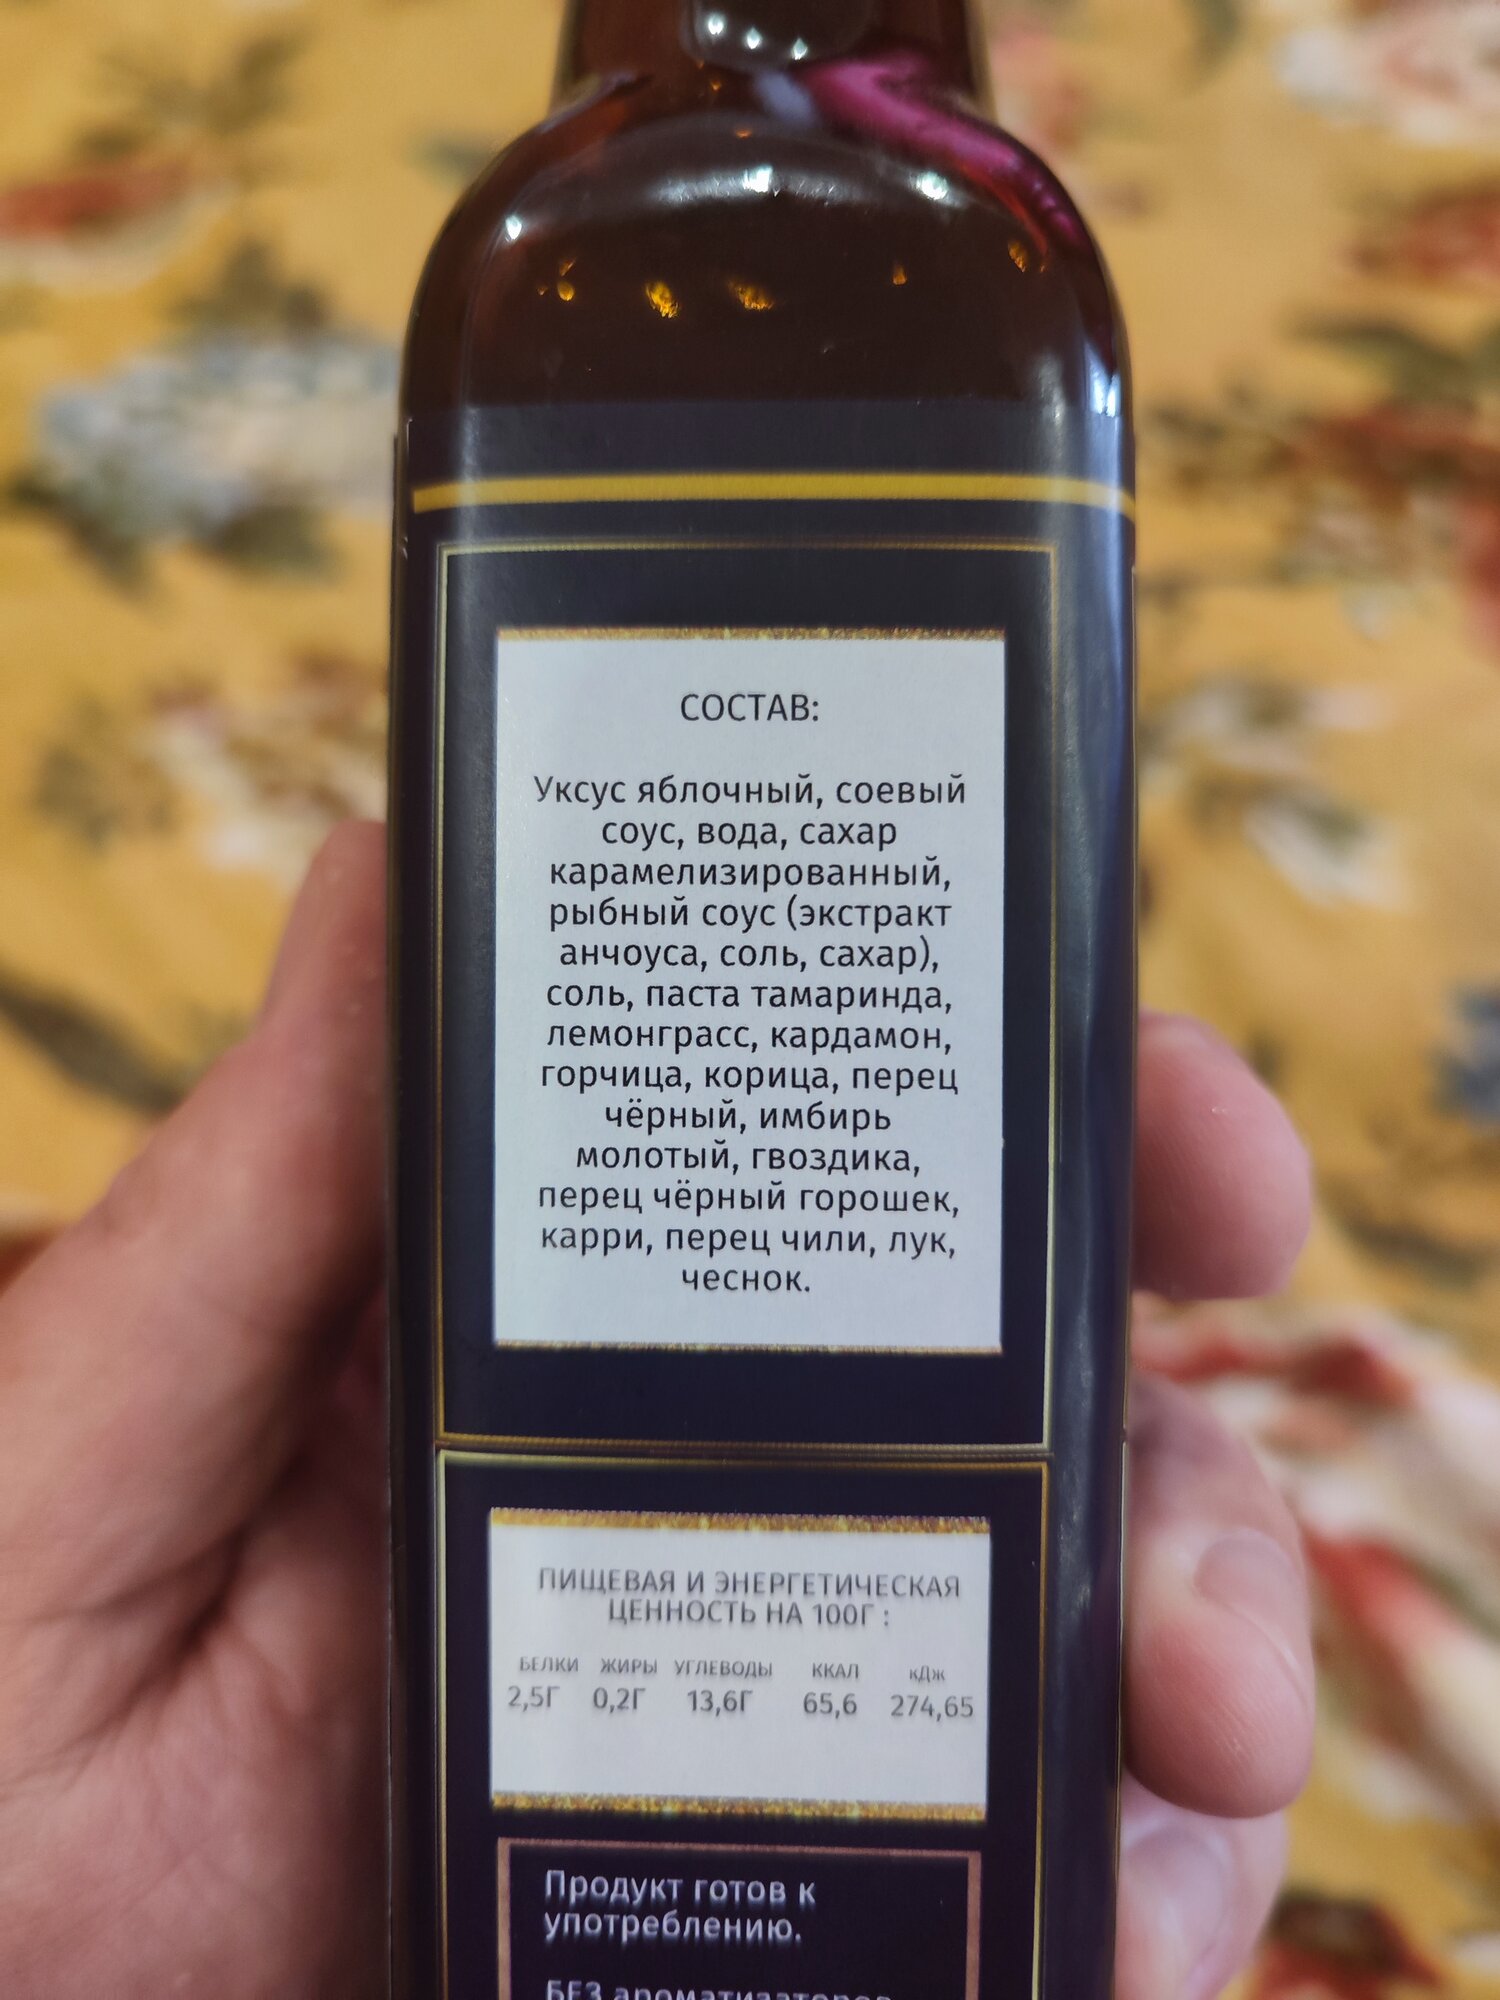 СОСТАВ:
Уксус яблочный, соевый
соус, вода, сахар
карамелизированный,
рыбный соус (экстракт
анчоуса, соль, сахар),
соль, паста тамаринда,
лемонграсс, кардамон,
горчица, корица, перец
чёрный, имбирь
молотый, гвоздика,
перец чёрный горошек,
карри, перец чили, лук,
чеснок.
ПИЩЕВАЯ И ЭНЕРГЕТИЧЕСКАЯ
ЦЕННОСТЬ НА 100Г :
БЕЛКИ ЖИРЫ УГЛЕВОДЫ ККАЛ кДж
2,5Г 0,2Г 13,6Г 65,6 274,65
Продукт готов к
употреблению.
БЕЗ ароматизаторов